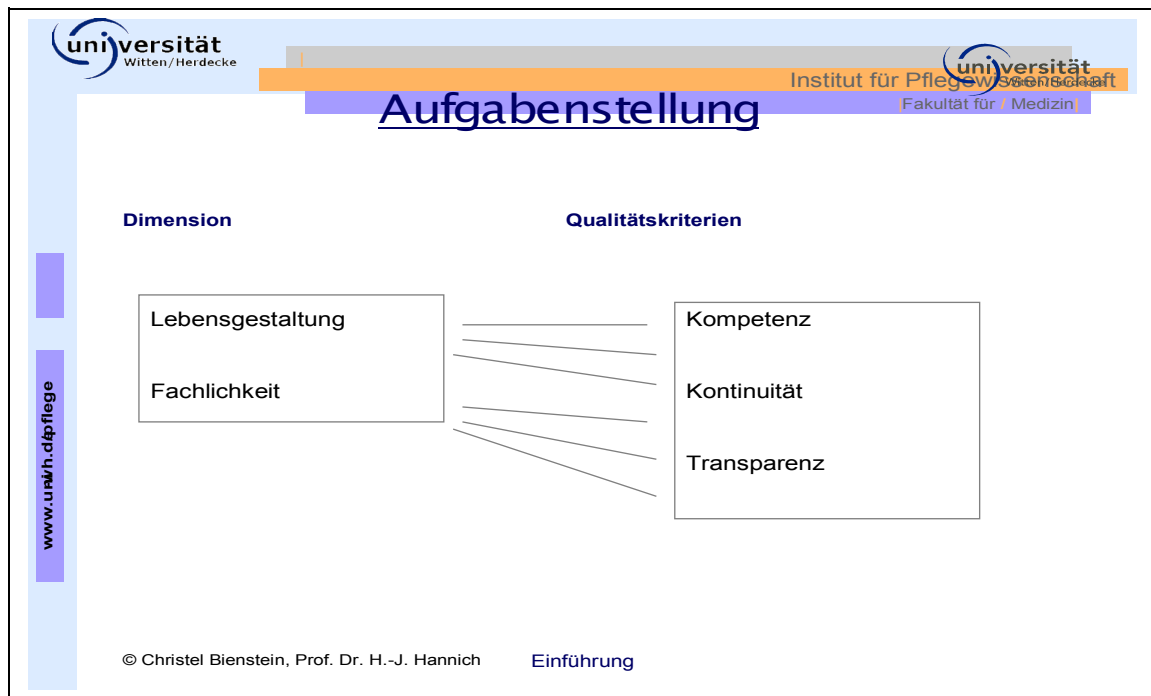 universität
Witten/Herdecke
universität
Institut für Pflegewissenschaft
Fakultät für / Medizin
Aufgabenstellung
Dimension
Qualitätskriterien
Lebensgestaltung
Kompetenz
Fachlichkeit
Kontinuität
Transparenz
© Christel Bienstein, Prof. Dr. H.-J. Hannich
Einführung